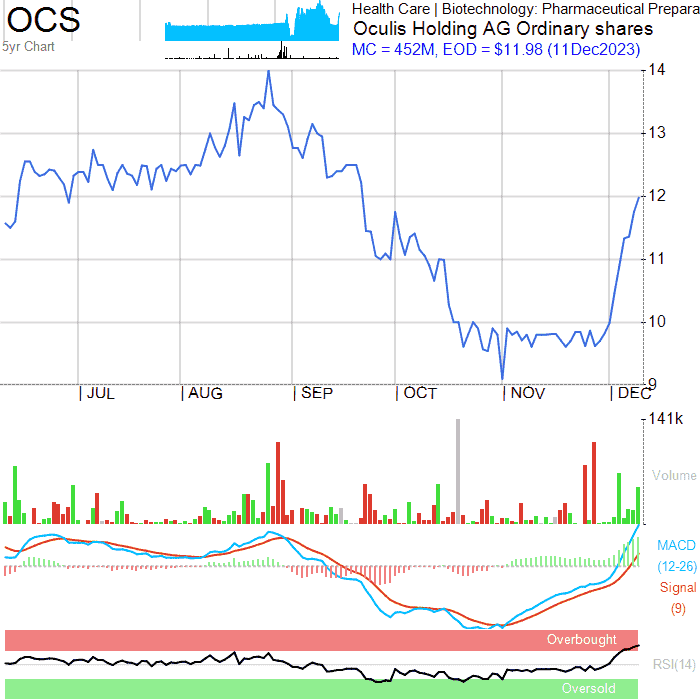 OCS
5yr Chart
Health Care | Biotechnology: Pharmaceutical Prepara
Oculis Holding AG Ordinary shares
MC = 452M, EOD = $11.98 (11Dec2023)
14
13
12
11
10
9
| JUL
| AUG
| SEP
| OCT
| NOV
| DEC
141k
Volume
MACD
(12-26)
Signal
(9)
Overbought
RSI(14)
Oversold